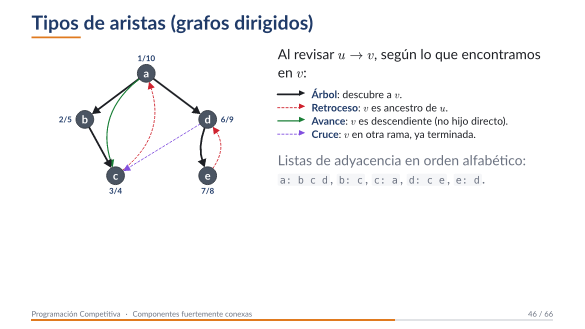 Tipos de aristas (grafos dirigidos)
1/10
a
2/5 b
d 6/9
c
3/4
e
7/8
Al revisar u → v, según lo que encontramos
en v:
Árbol: descubre a v.
Retroceso: v es ancestro de u.
Avance: v es descendiente (no hijo directo).
Cruce: v en otra rama, ya terminada.
Listas de adyacencia en orden alfabético:
a: b c d, b: c, c: a, d: c e, e: d.
Programación Competitiva · Componentes fuertemente conexas
46 / 66